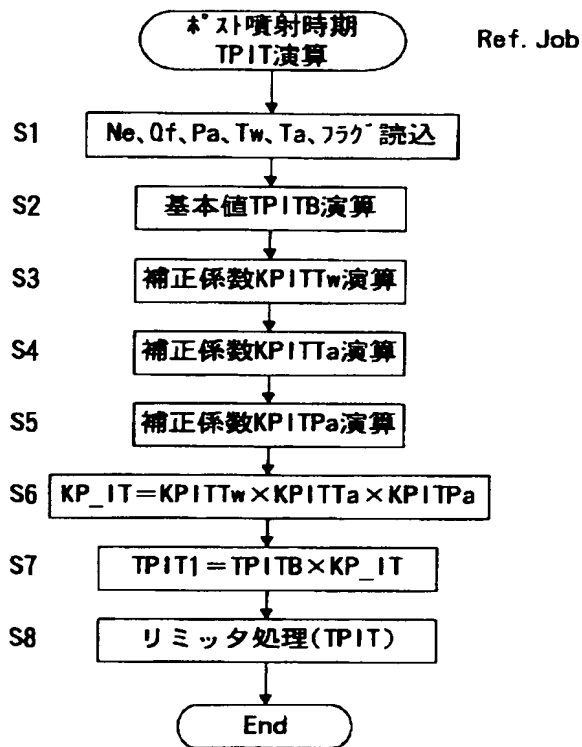 ﾎﾟｽﾄ噴射時期
TPIT演算
Ref. Job
S1 Ne、Qf、Pa、Tw、Ta、ﾌﾗｸﾞ読込
S2 基本値TPITB演算
S3 補正係数KPITTw演算
S4 補正係数KPITTa演算
S5 補正係数KPITPa演算
S6 KP_IT=KPITTw×KPITTa×KPITPa
S7 TPIT1=TPITB×KP_IT
S8 リミッタ処理(TPIT)
End